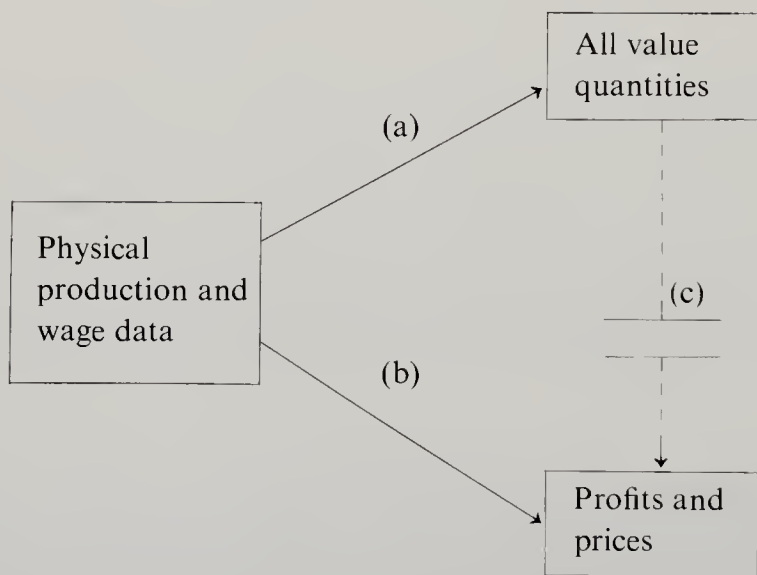 All value
quantities
(a)
Physical
production and
wage data
(c)
(b)
Profits and
prices